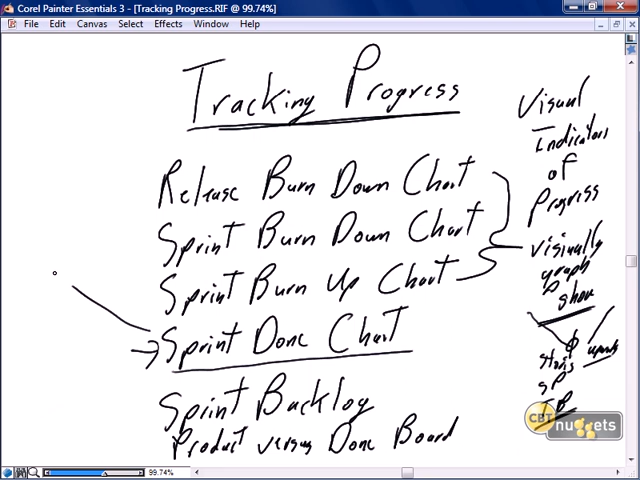 Corel Painter Essentials 3 - [Tracking Progress.RIF @ 99.74%]
File Edit Canvas Select Effects Window Help
Tracking Progress
Release Burn Down Chart
Sprint Burn Down Chart
Sprint Burn Up Chart
Sprint Done Chart
Sprint Backlog
Product versus Done Board
Visual
Indicators
of
Progress
visually
graph
show
stories
SP
CBT nuggets
99.74%